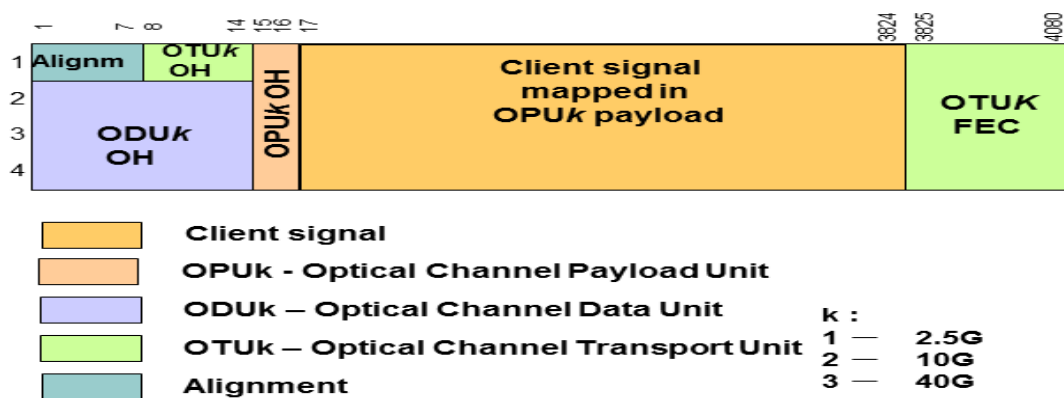 1 7 8 14 15 16 17 3824 3825 4080
1
2
3
4
Alignm
OTUk
OH
ODUk
OH
OPUk OH
Client signal
mapped in
OPUk payload
OTUK
FEC
Client signal
OPUk - Optical Channel Payload Unit
ODUk – Optical Channel Data Unit
OTUk – Optical Channel Transport Unit
Alignment
k :
1 — 2.5G
2 — 10G
3 — 40G